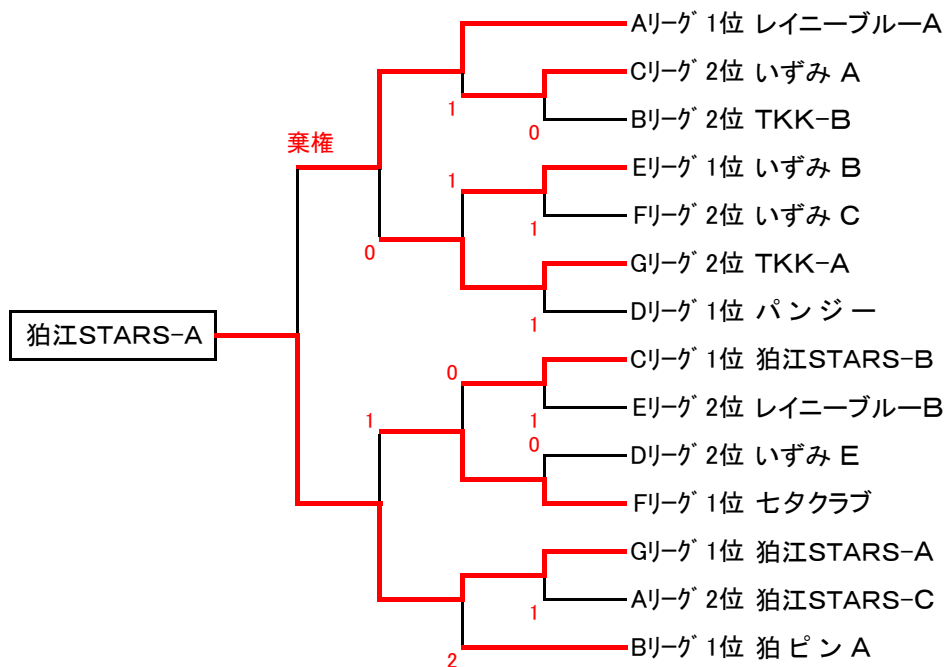 Aリーグ 1位 レイニーブルーA
Cリーグ 2位 いずみ A
1
0
Bリーグ 2位 TKK-B
棄権
Eリーグ 1位 いずみ B
1
Fリーグ 2位 いずみ C
1
0
Gリーグ 2位 TKK-A
Dリーグ 1位 パンジー
1
狛江STARS-A
Cリーグ 1位 狛江STARS-B
0
Eリーグ 2位 レイニーブルーB
1
1
0
Dリーグ 2位 いずみ E
Fリーグ 1位 七夕クラブ
Gリーグ 1位 狛江STARS-A
Aリーグ 2位 狛江STARS-C
1
Bリーグ 1位 狛ピン A
2